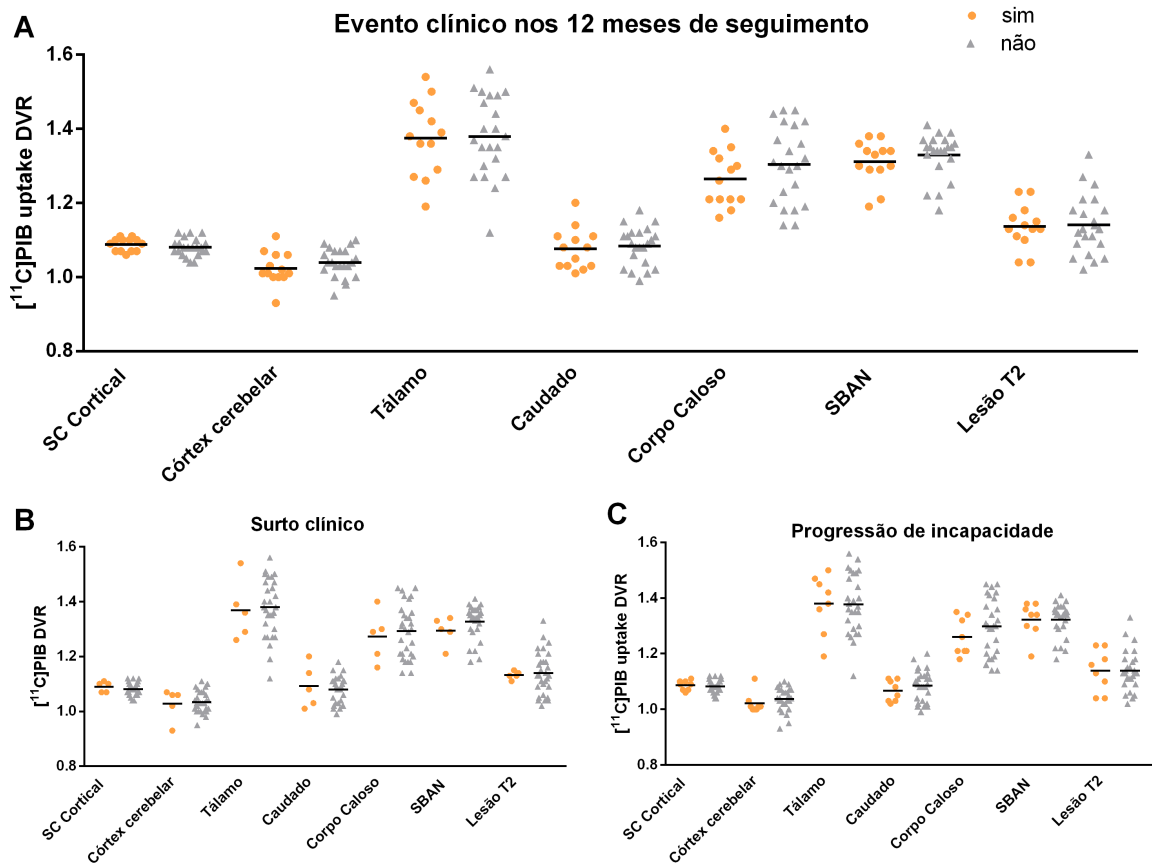 A
Evento clínico nos 12 meses de seguimento
sim
não
[¹¹C]PIB uptake DVR
1.6
1.4
1.2
1.0
0.8
SC Cortical
Córtex cerebelar
Tálamo
Caudado
Corpo Caloso
SBAN
Lesão T2
B
Surto clínico
[¹¹C]PIB DVR
1.6
1.4
1.2
1.0
0.8
SC Cortical
Córtex cerebelar
Tálamo
Caudado
Corpo Caloso
SBAN
Lesão T2
C
Progressão de incapacidade
[¹¹C]PIB uptake DVR
1.6
1.4
1.2
1.0
0.8
SC Cortical
Córtex cerebelar
Tálamo
Caudado
Corpo Caloso
SBAN
Lesão T2